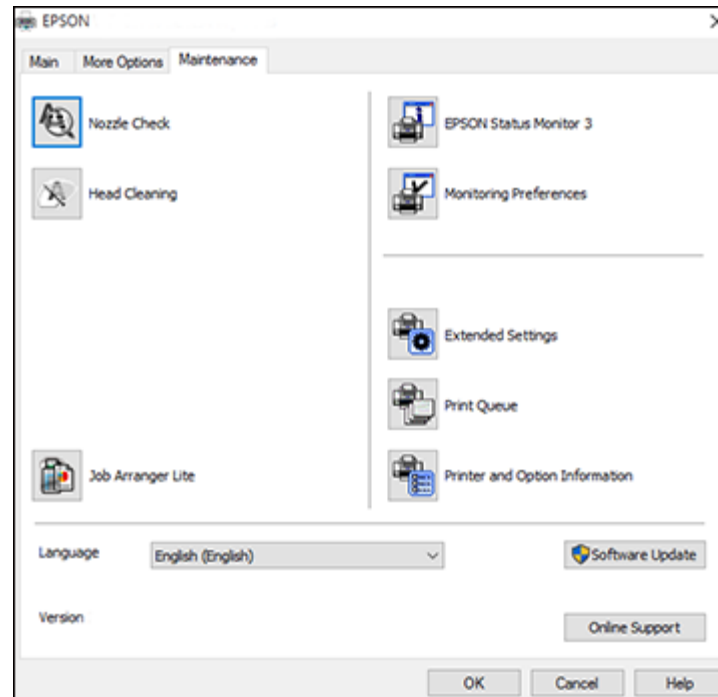 EPSON
Main More Options Maintenance
Nozzle Check
Head Cleaning
Job Arranger Lite
EPSON Status Monitor 3
Monitoring Preferences
Extended Settings
Print Queue
Printer and Option Information
Language English (English) Software Update
Version Online Support
OK Cancel Help